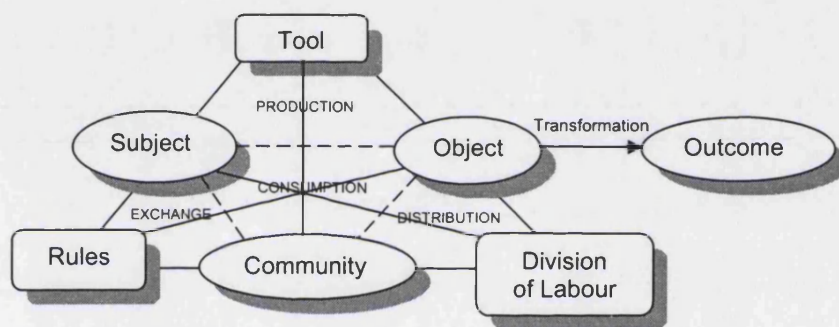 Tool
PRODUCTION
Transformation
Subject
Object
Outcome
CONSUMPTION
EXCHANGE
DISTRIBUTION
Rules
Community
Division
of Labour